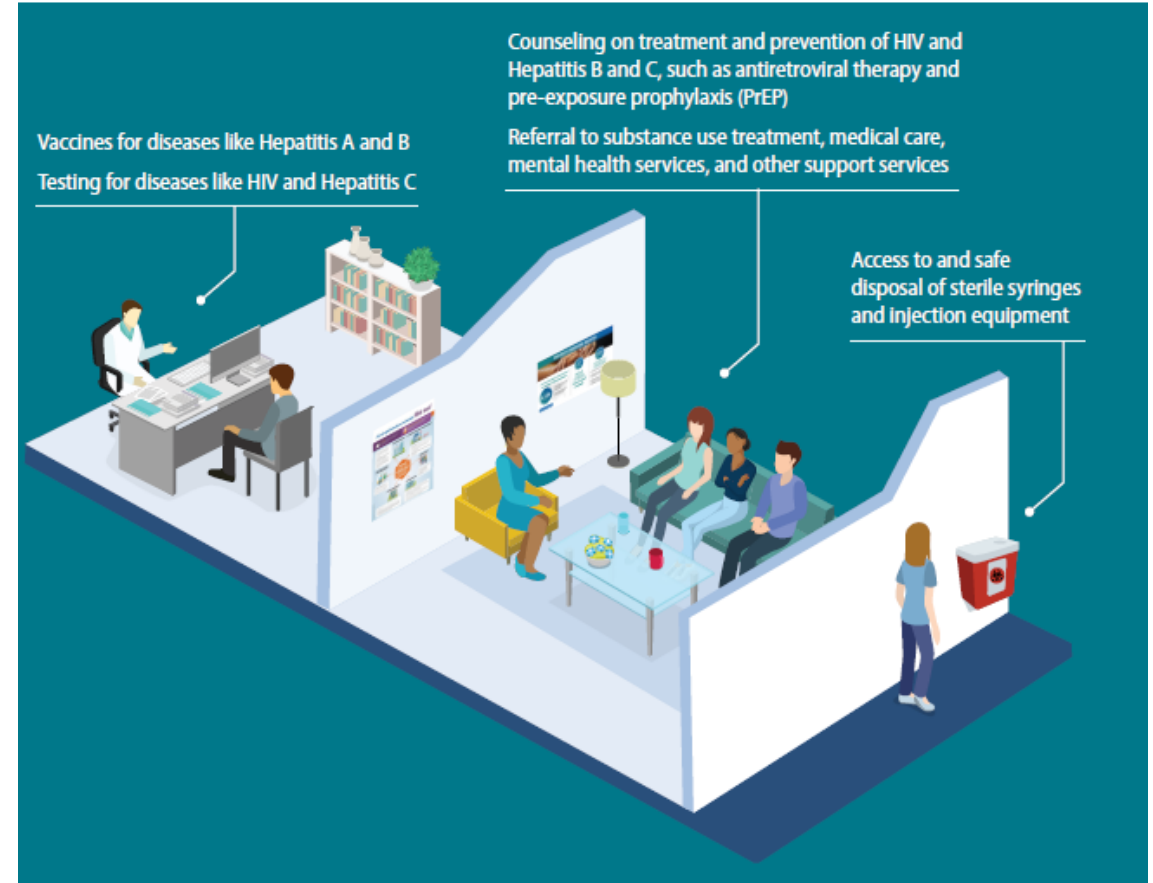 Counseling on treatment and prevention of HIV and
Hepatitis B and C, such as antiretroviral therapy and
pre-exposure prophylaxis (PrEP)
Referral to substance use treatment, medical care,
mental health services, and other support services
Vaccines for diseases like Hepatitis A and B
Testing for diseases like HIV and Hepatitis C
Access to and safe
disposal of sterile syringes
and injection equipment